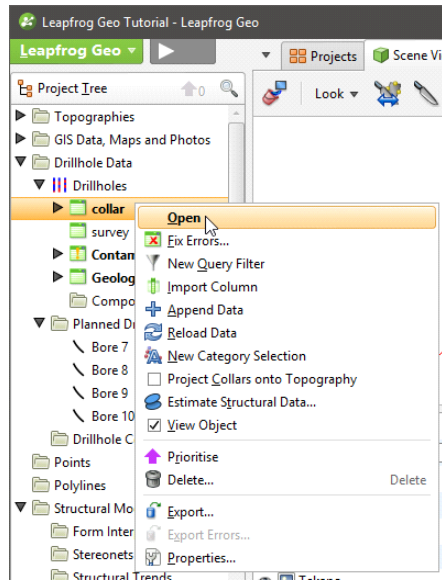 Leapfrog Geo Tutorial - Leapfrog Geo
Leapfrog Geo
Projects
Scene Vi
Project Tree
0
Look
Topographies
GIS Data, Maps and Photos
Drillhole Data
Drillholes
collar
survey
Contam
Geolog
Compo
Planned Dr
Bore 7
Bore 8
Bore 9
Bore 10
Drillhole C
Points
Polylines
Structural Mo
Form Inter
Stereonets
Structural Trends
Open
Fix Errors...
New Query Filter
Import Column
Append Data
Reload Data
New Category Selection
Project Collars onto Topography
Estimate Structural Data...
View Object
Prioritise
Delete... Delete
Export...
Export Errors...
Properties...